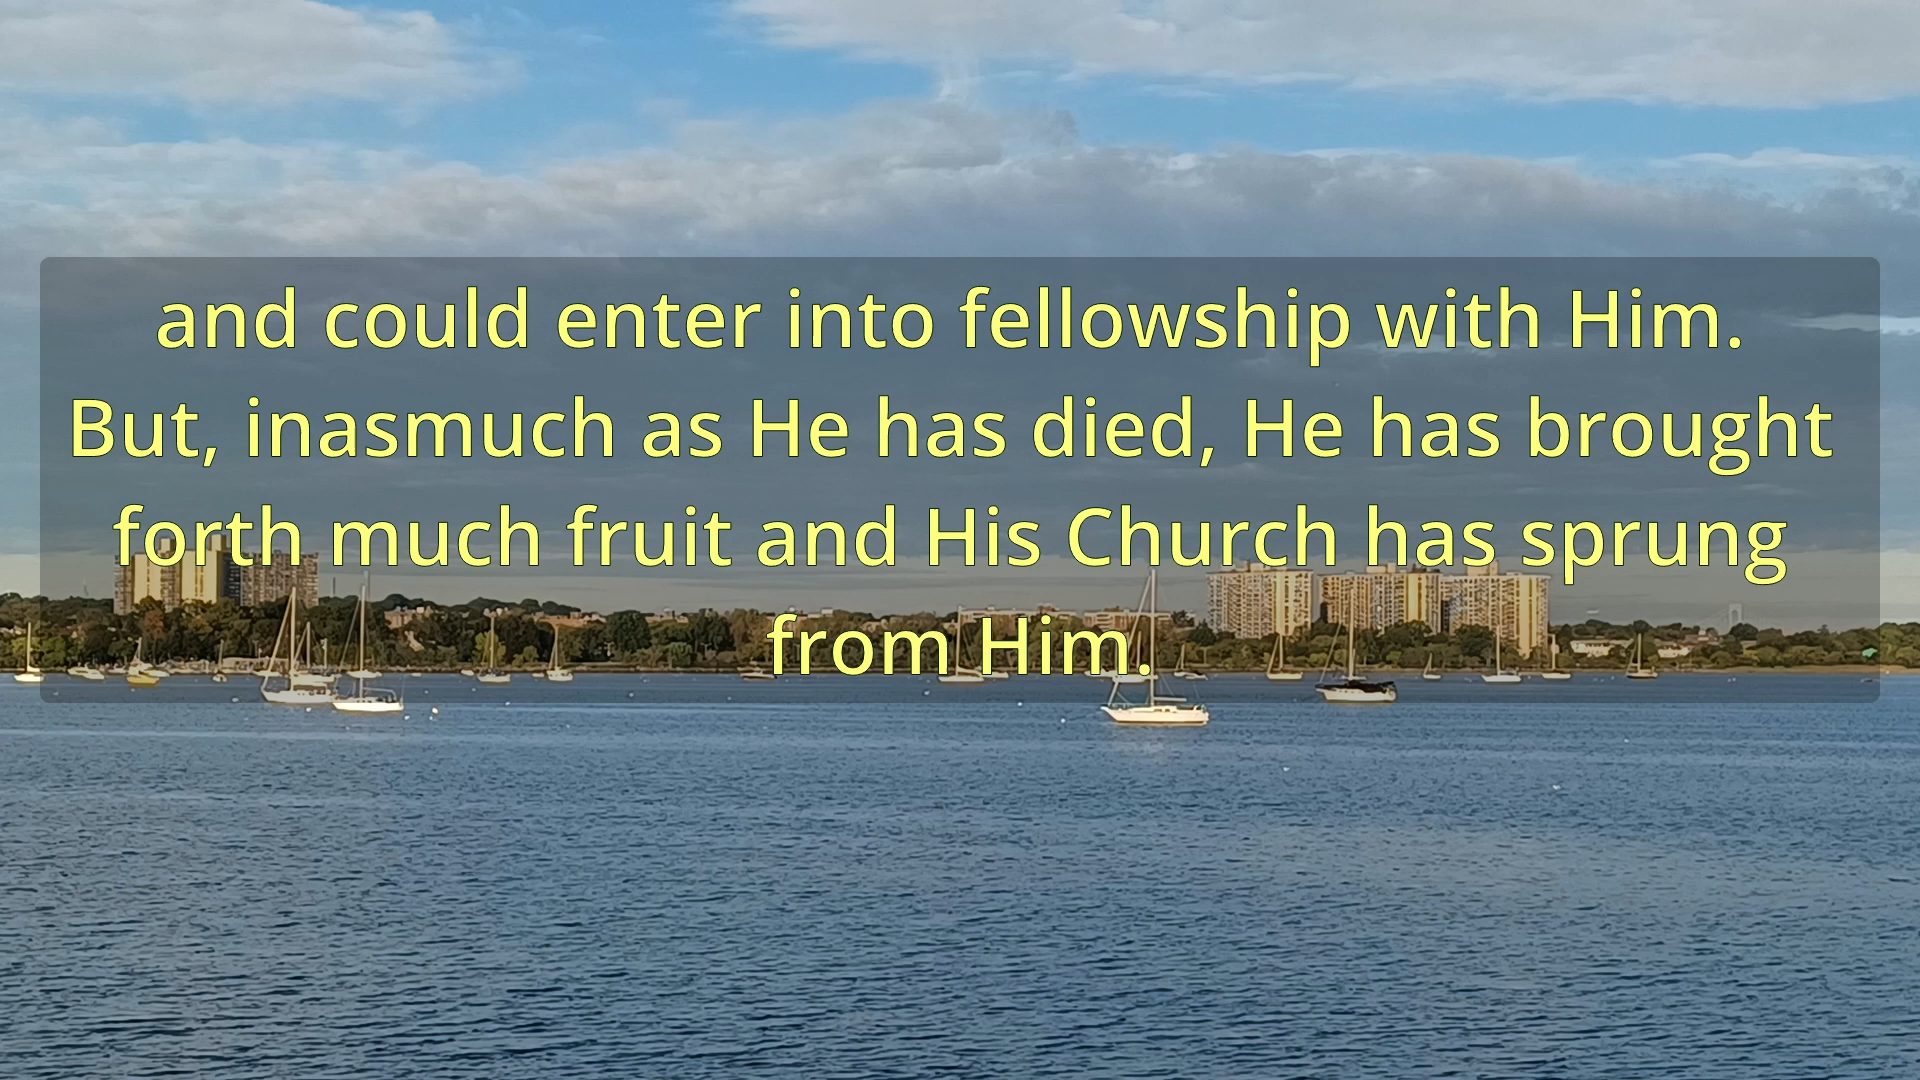 and could enter into fellowship with Him.
But, inasmuch as He has died, He has brought
forth much fruit and His Church has sprung
from Him.